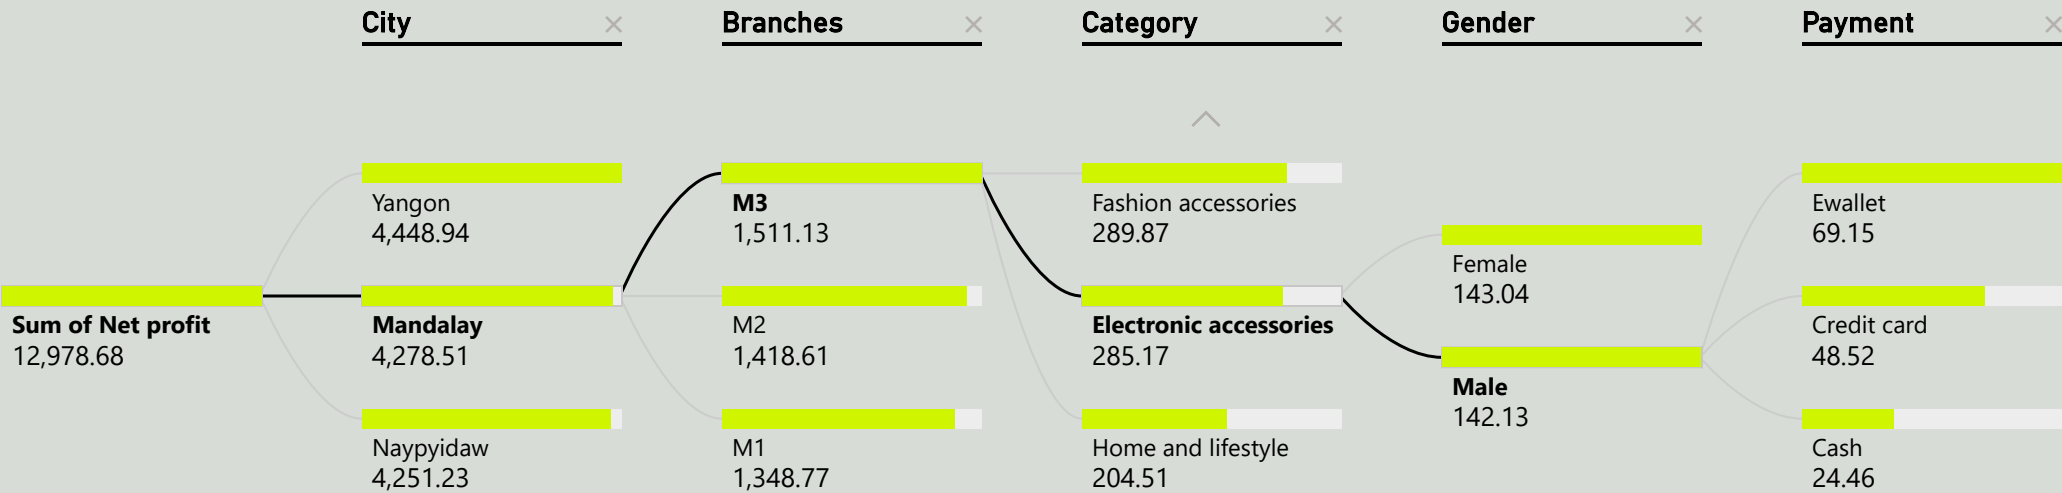 City
Branches
Category
Gender
Payment
Sum of Net profit
12,978.68
Yangon
4,448.94
Mandalay
4,278.51
Naypyidaw
4,251.23
M3
1,511.13
M2
1,418.61
M1
1,348.77
Fashion accessories
289.87
Electronic accessories
285.17
Home and lifestyle
204.51
Female
143.04
Male
142.13
Ewallet
69.15
Credit card
48.52
Cash
24.46